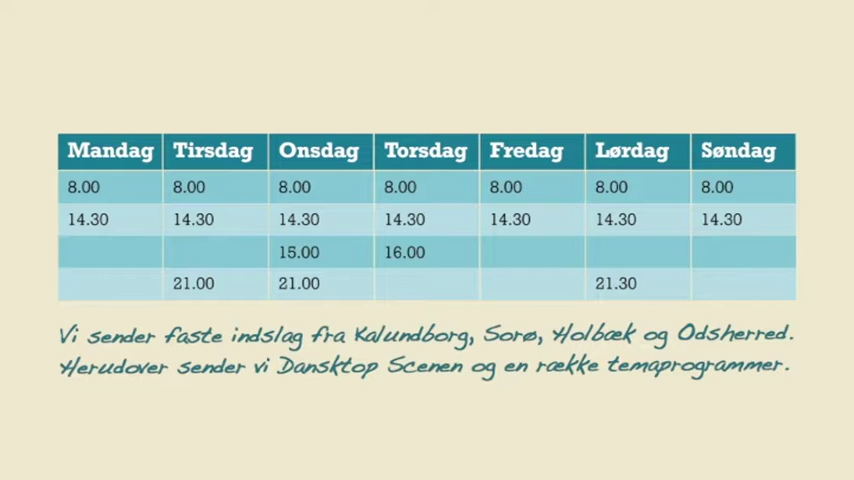 Mandag Tirsdag Onsdag Torsdag Fredag Lørdag Søndag
8.00 8.00 8.00 8.00 8.00 8.00 8.00
14.30 14.30 14.30 14.30 14.30 14.30 14.30
15.00 16.00
21.00 21.00 21.30
Vi sender faste indslag fra Kalundborg, Sorø, Holbæk og Odsherred.
Herudover sender vi Dansktop Scenen og en række temaprogrammer.